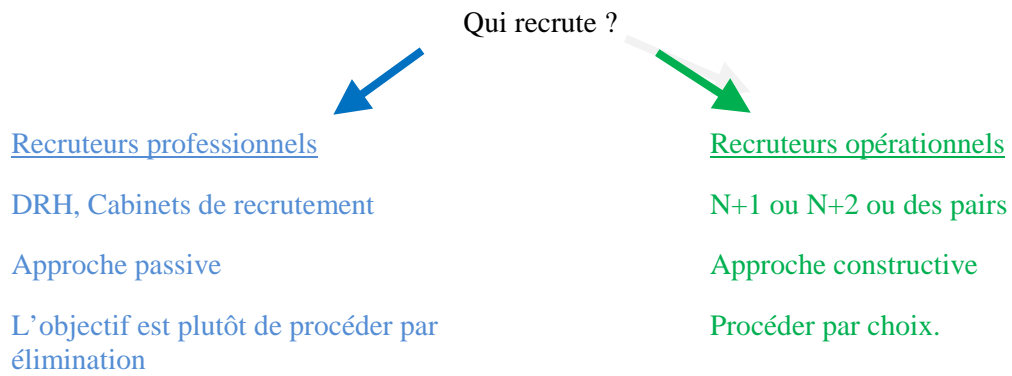 Qui recrute ?
Recruteurs professionnels
DRH, Cabinets de recrutement
Approche passive
L’objectif est plutôt de procéder par
élimination
Recruteurs opérationnels
N+1 ou N+2 ou des pairs
Approche constructive
Procéder par choix.